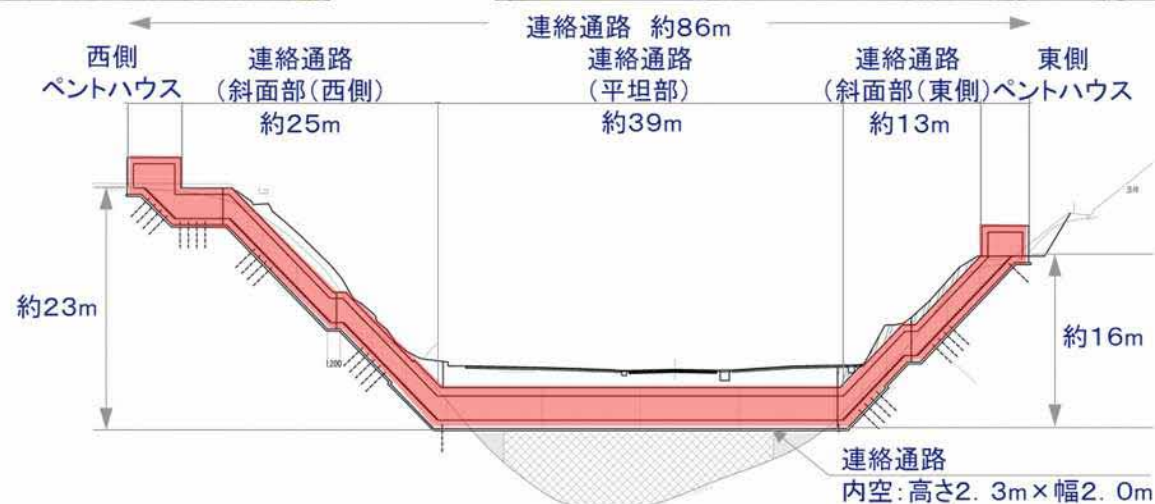 連絡通路 約86m
西側
ペントハウス
連絡通路
(斜面部(西側)
約25m
連絡通路
(平坦部)
約39m
連絡通路
(斜面部(東側)
約13m
東側
ペントハウス
約23m
1200
約16m
連絡通路
内空:高さ2. 3m×幅2. 0m